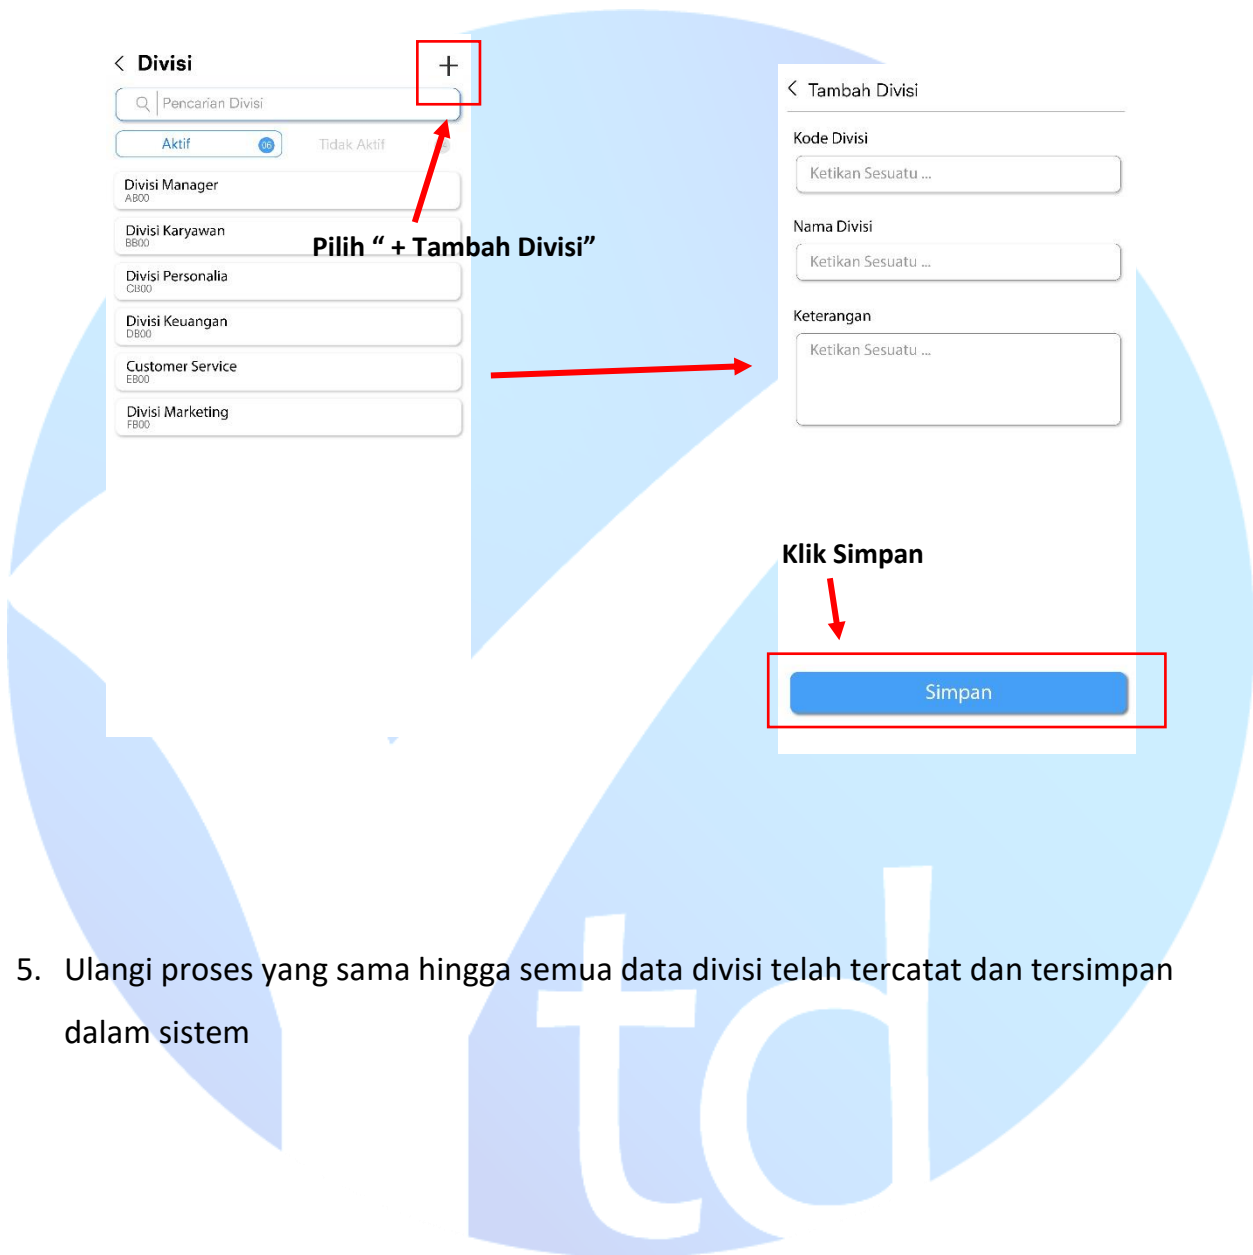 Divisi
Pencarian Divisi
Aktif 06 Tidak Aktif
Divisi Manager
AB00
Divisi Karyawan
BB00
Pilih “ + Tambah Divisi”
Divisi Personalia
CB00
Divisi Keuangan
DB00
Customer Service
EB00
Divisi Marketing
FB00
Tambah Divisi
Kode Divisi
Ketikan Sesuatu ...
Nama Divisi
Ketikan Sesuatu ...
Keterangan
Ketikan Sesuatu ...
Klik Simpan
Simpan
5. Ulangi proses yang sama hingga semua data divisi telah tercatat dan tersimpan
dalam sistem
td